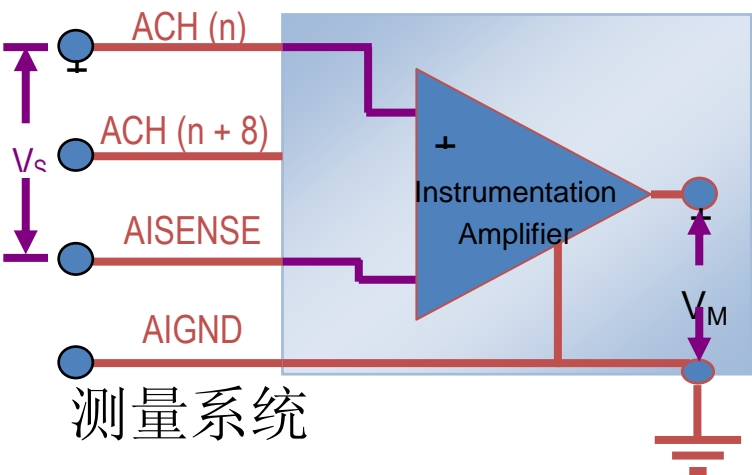 ACH (n)
+
ACH (n + 8)
VS
+
Instrumentation
Amplifier
+
AISENSE
VM
AIGND
测量系统